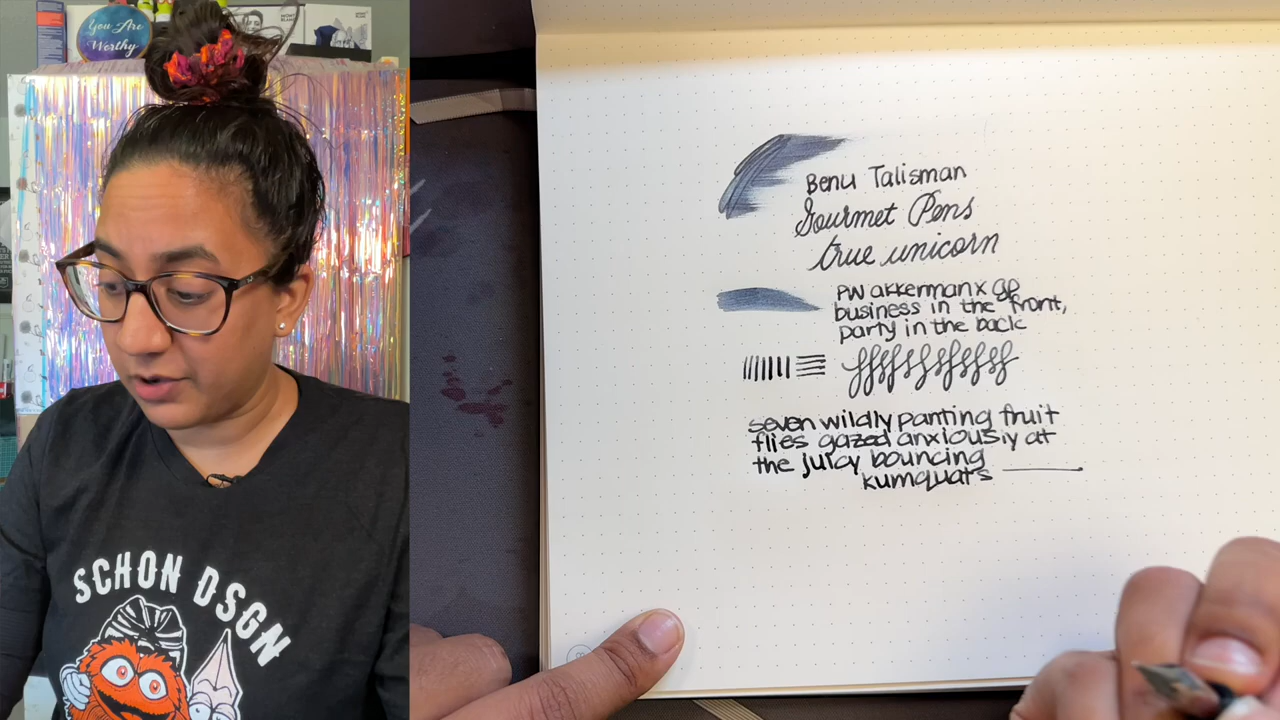 You Are
Worthy
SCHON DSGN
Benu Talisman
Gourmet Pens
true unicorn
PW akkerman x gp
business in the front,
party in the back
seven wildly panting fruit
flies gazed anxiously at
the juicy bouncing
kumquats